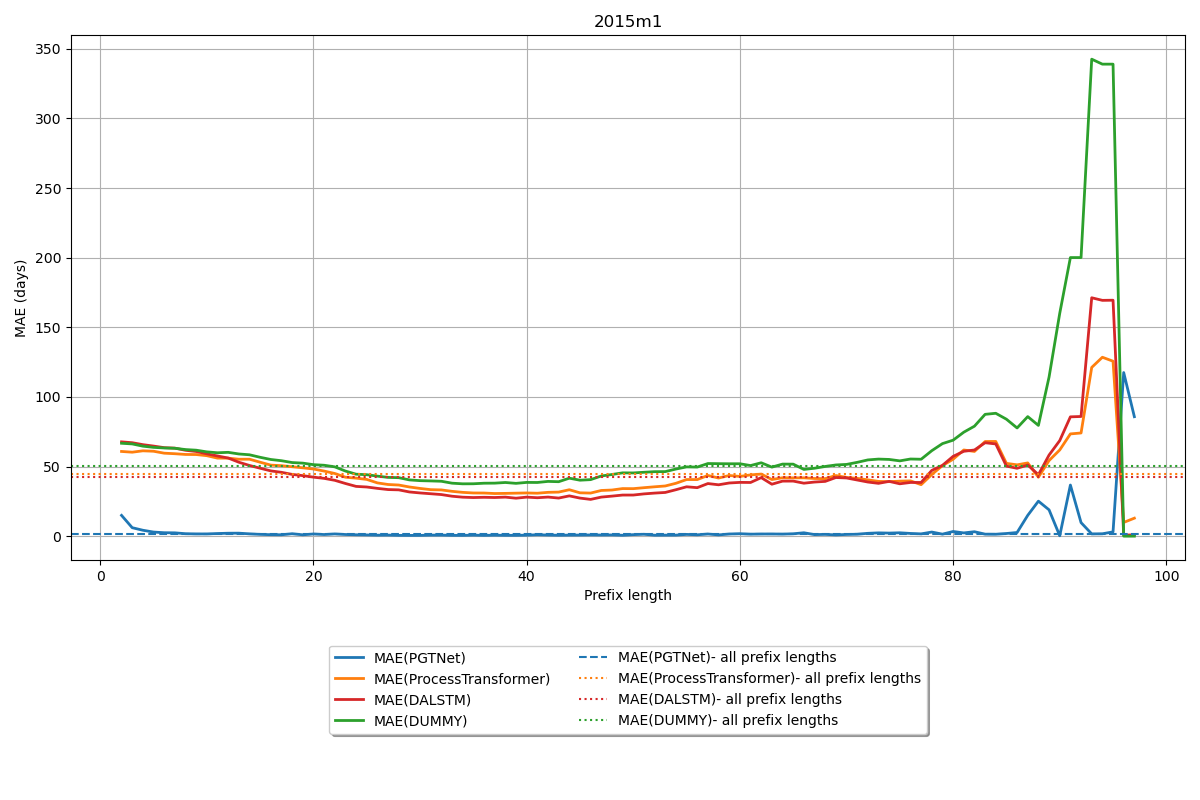 2015m1
350
300
250
200
150
100
50
0
MAE (days)
0 20 40 60 80 100
Prefix length
MAE(PGTNet)
MAE(ProcessTransformer)
MAE(DALSTM)
MAE(DUMMY)
MAE(PGTNet)- all prefix lengths
MAE(ProcessTransformer)- all prefix lengths
MAE(DALSTM)- all prefix lengths
MAE(DUMMY)- all prefix lengths